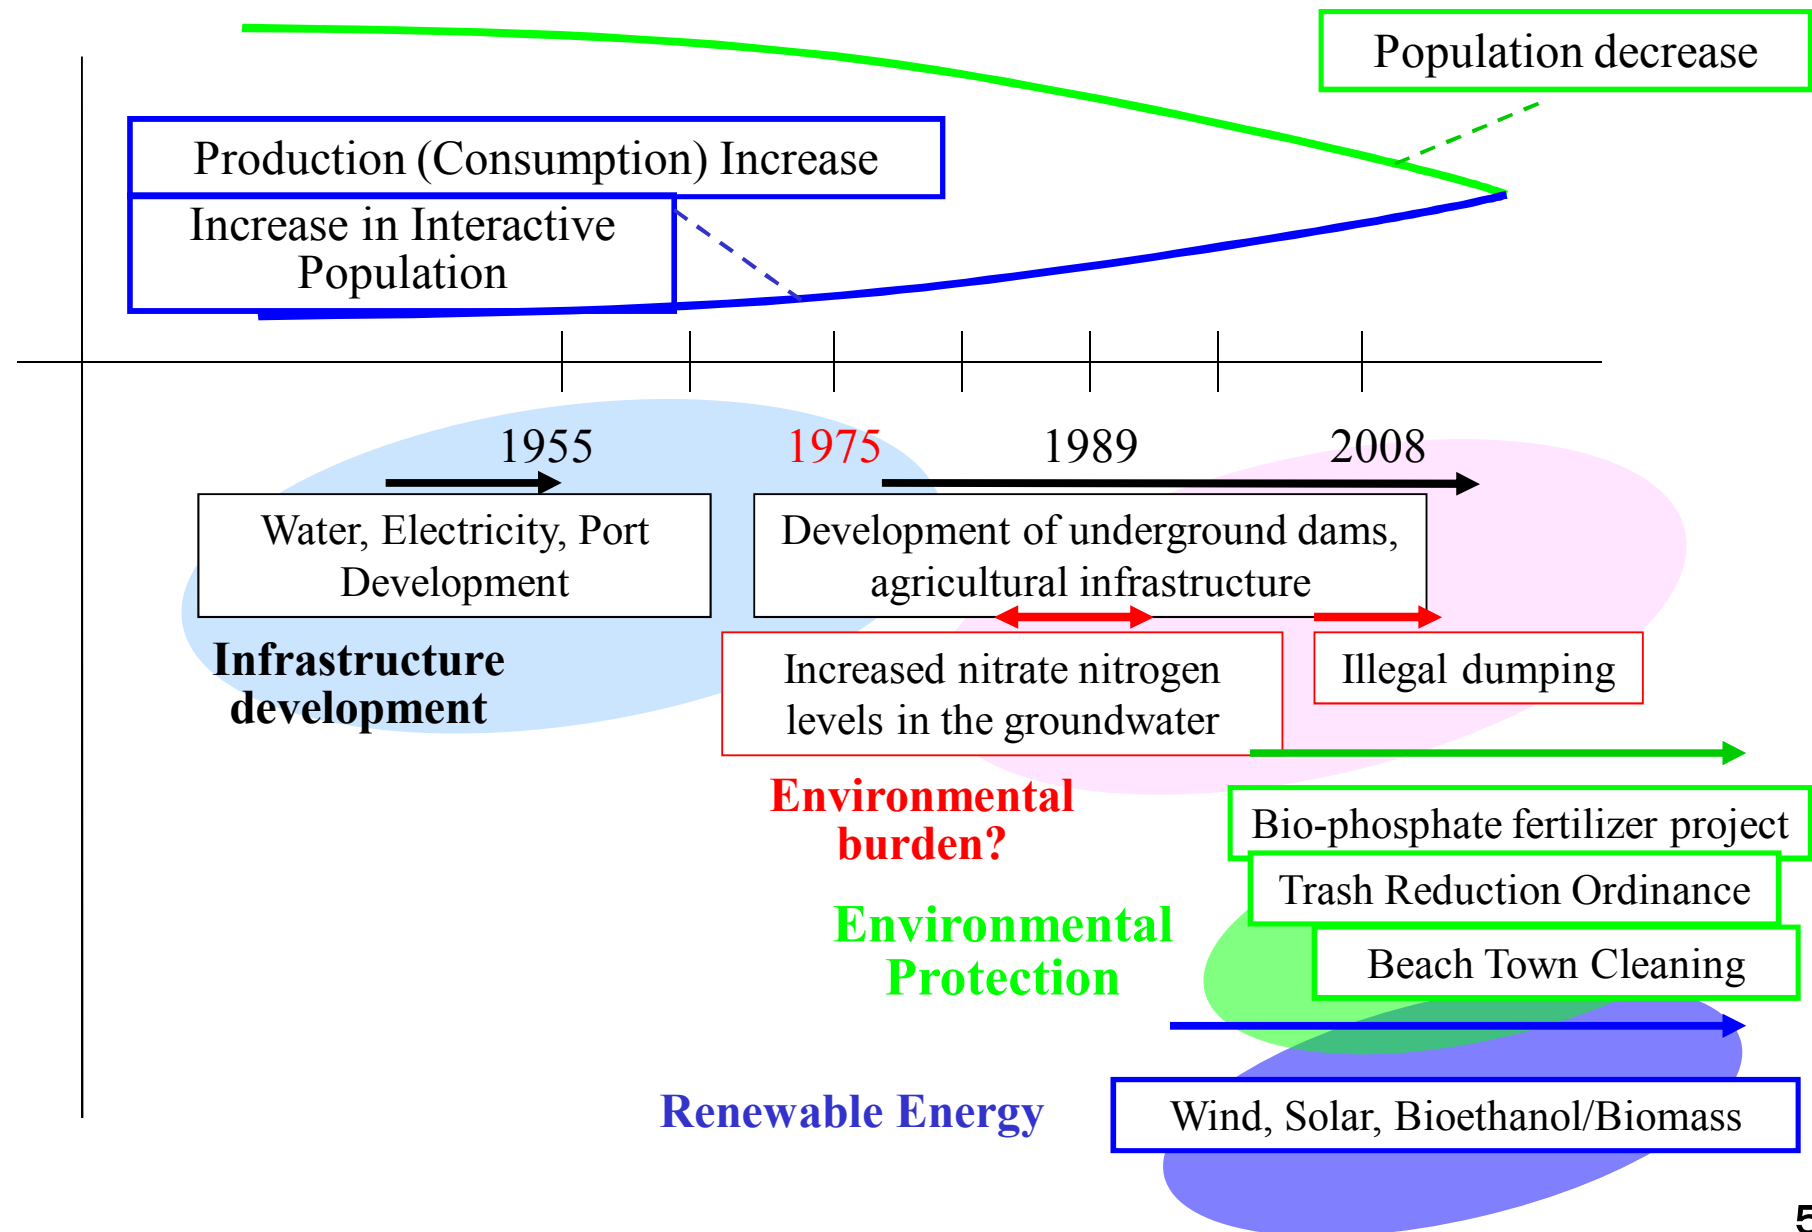 Population decrease
Production (Consumption) Increase
Increase in Interactive
Population
1955
1975
1989
2008
Water, Electricity, Port
Development
Development of underground dams,
agricultural infrastructure
Infrastructure
development
Increased nitrate nitrogen
levels in the groundwater
Illegal dumping
Environmental
burden?
Bio-phosphate fertilizer project
Trash Reduction Ordinance
Environmental
Protection
Beach Town Cleaning
Renewable Energy
Wind, Solar, Bioethanol/Biomass
5